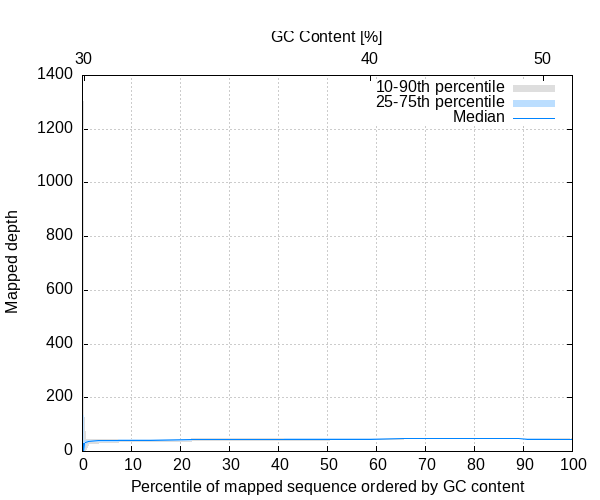 GC Content [%]
30 40 50
1400
1200
1000
800
600
400
200
0
Mapped depth
10-90th percentile
25-75th percentile
Median
0 10 20 30 40 50 60 70 80 90 100
Percentile of mapped sequence ordered by GC content